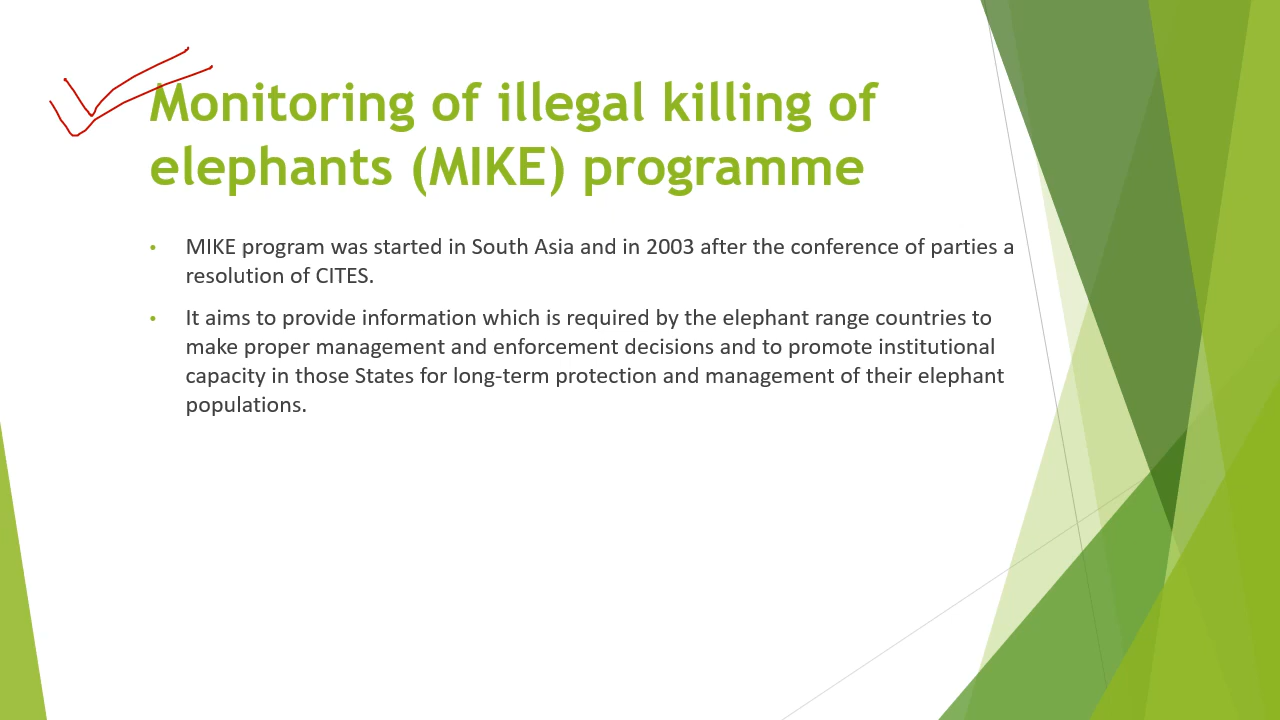 Monitoring of illegal killing of
elephants (MIKE) programme
• MIKE program was started in South Asia and in 2003 after the conference of parties a
resolution of CITES.
• It aims to provide information which is required by the elephant range countries to
make proper management and enforcement decisions and to promote institutional
capacity in those States for long-term protection and management of their elephant
populations.